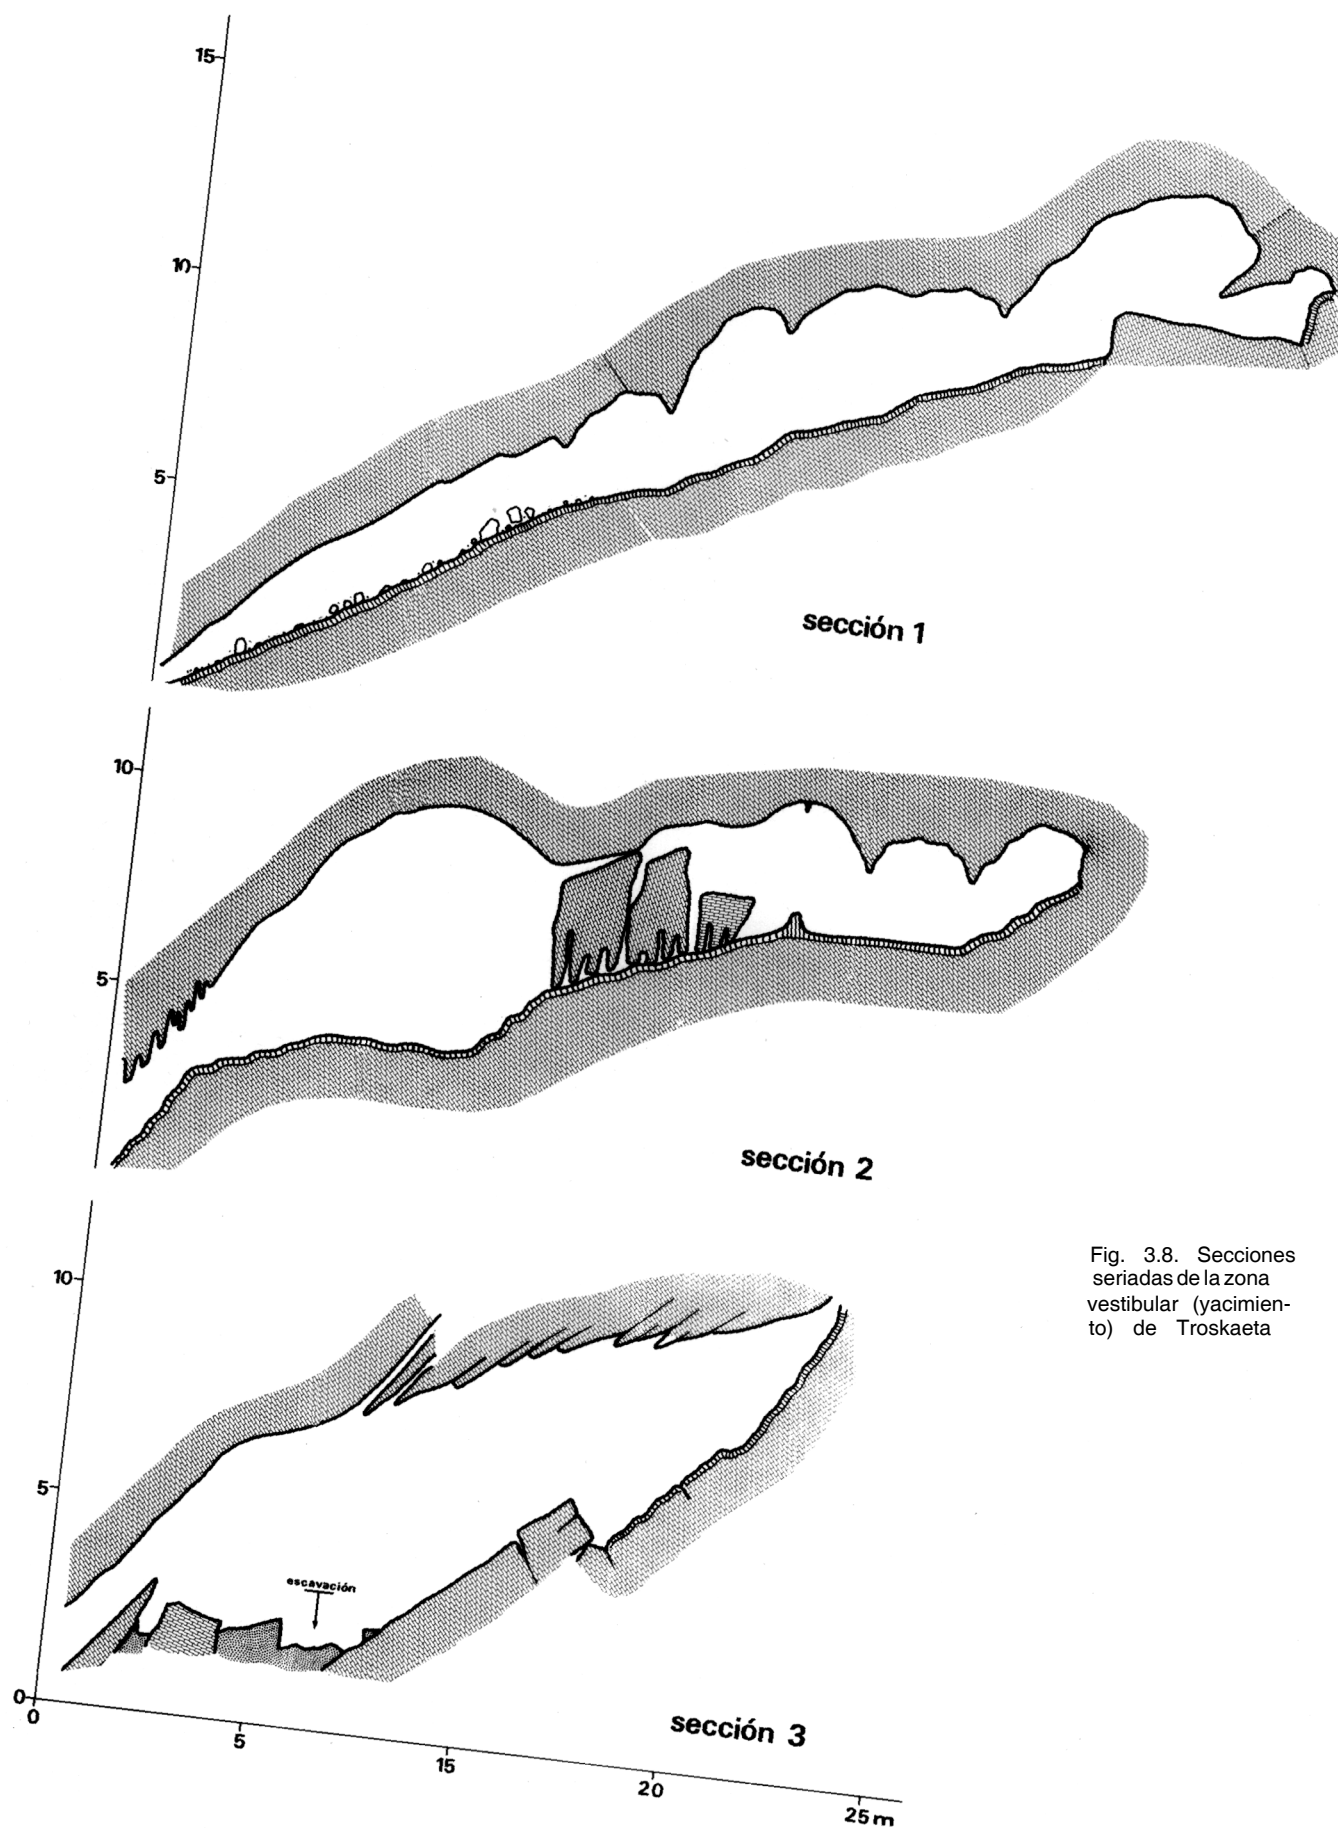 15
10
5
sección 1
10
5
sección 2
Fig. 3.8. Secciones
seriadas de la zona
vestibular (yacimien-
to) de Troskaeta
10
5
escavación
0
0
5
15
20
25 m
sección 3